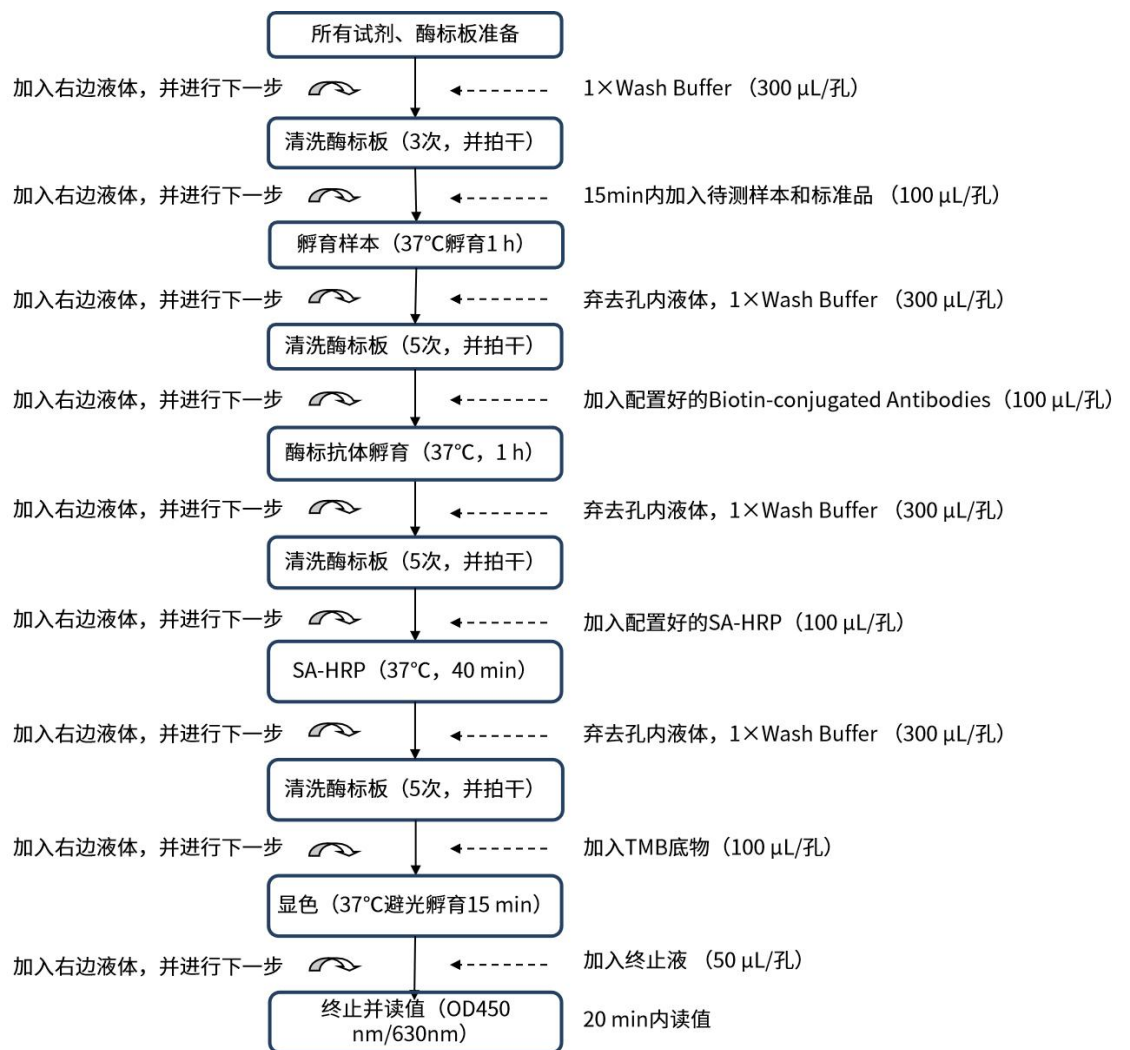 所有试剂、酶标板准备
加入右边液体，并进行下一步
1×Wash Buffer （300 μL/孔）
清洗酶标板（3次，并拍干）
加入右边液体，并进行下一步
15min内加入待测样本和标准品 （100 μL/孔）
孵育样本（37℃孵育1 h）
加入右边液体，并进行下一步
弃去孔内液体，1×Wash Buffer （300 μL/孔）
清洗酶标板（5次，并拍干）
加入右边液体，并进行下一步
加入配置好的Biotin-conjugated Antibodies（100 μL/孔）
酶标抗体孵育（37℃，1 h）
加入右边液体，并进行下一步
弃去孔内液体，1×Wash Buffer （300 μL/孔）
清洗酶标板（5次，并拍干）
加入右边液体，并进行下一步
加入配置好的SA-HRP（100 μL/孔）
SA-HRP（37℃，40 min）
加入右边液体，并进行下一步
弃去孔内液体，1×Wash Buffer （300 μL/孔）
清洗酶标板（5次，并拍干）
加入右边液体，并进行下一步
加入TMB底物（100 μL/孔）
显色（37℃避光孵育15 min）
加入右边液体，并进行下一步
加入终止液 （50 μL/孔）
终止并读值（OD450
nm/630nm）
20 min内读值